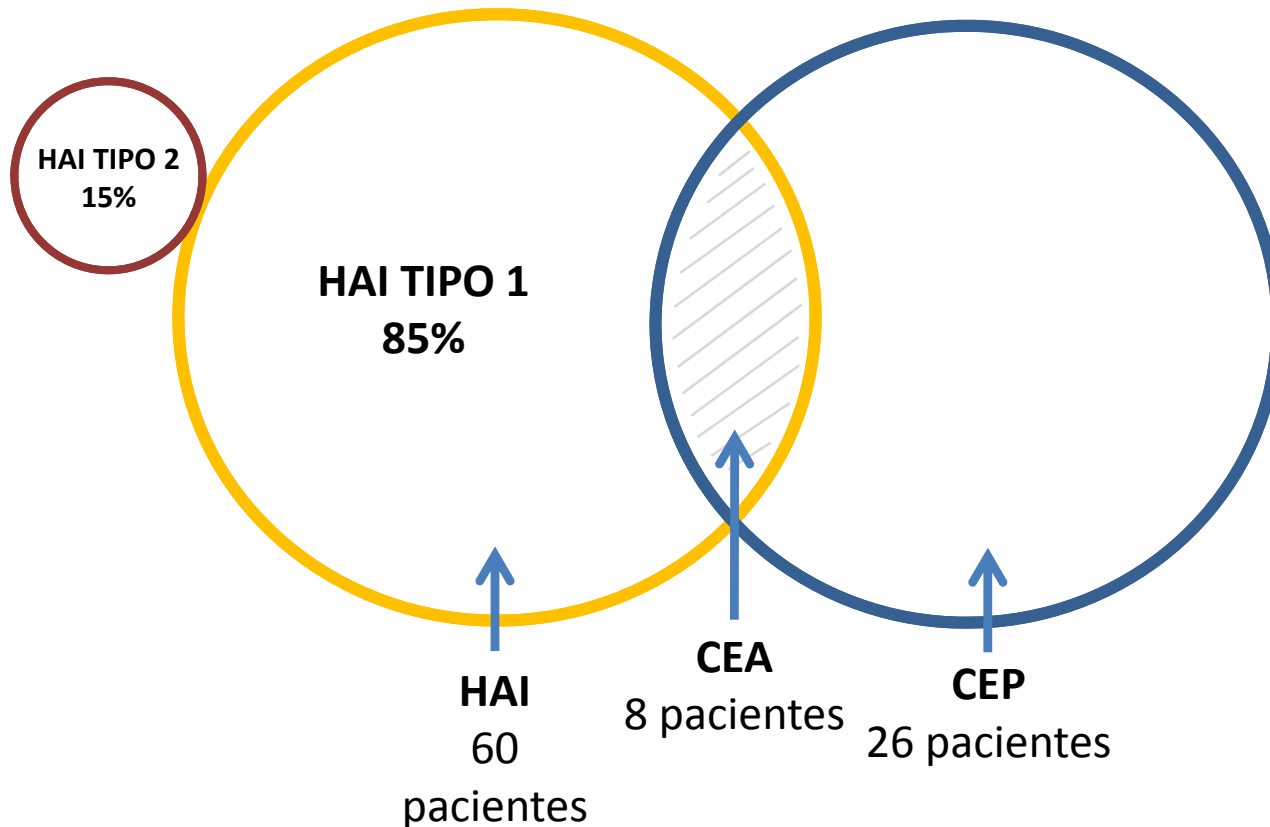 HAI TIPO 2
15%
HAI TIPO 1
85%
HAI
60
pacientes
CEA
8 pacientes
CEP
26 pacientes